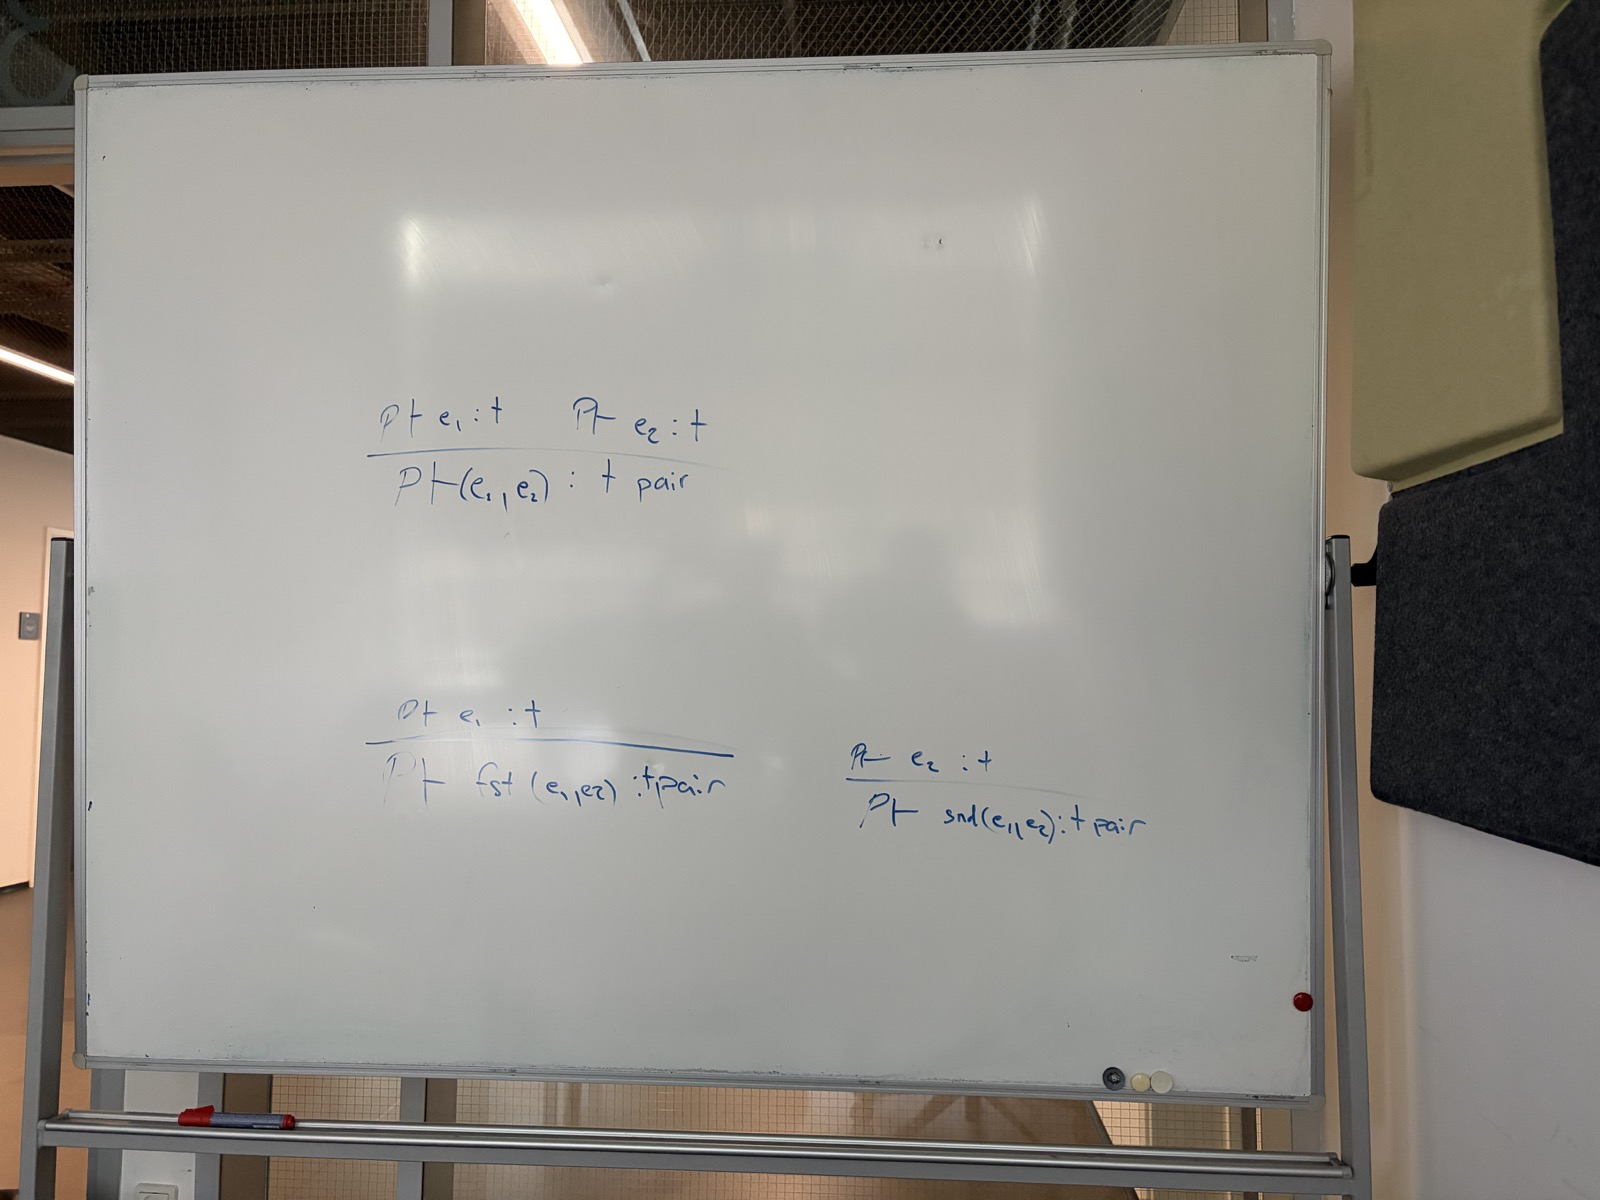 P ⊢ e₁ : t P ⊢ e₂ : t
P ⊢ (e₁, e₂) : t pair
P ⊢ e₁ : t
P ⊢ fst (e₁, e2) : t pair
P ⊢ e₂ : t
P ⊢ snd (e₁, e₂) : t pair